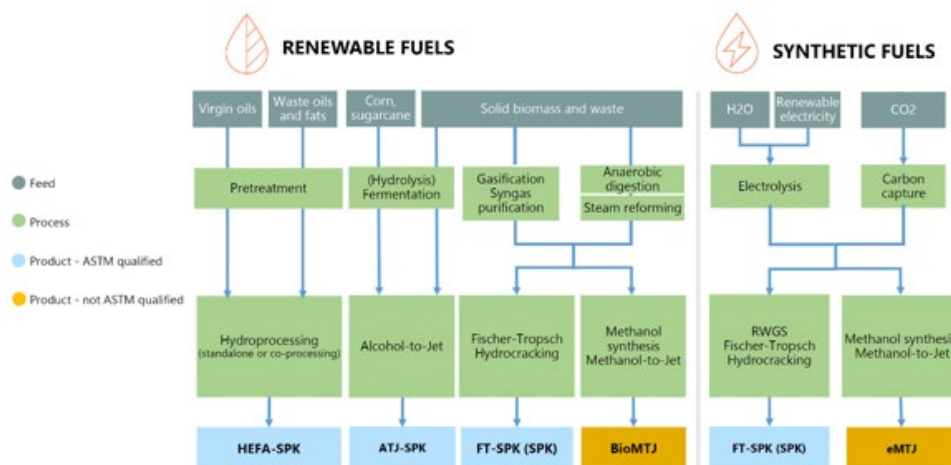 RENEWABLE FUELS
SYNTHETIC FUELS
Virgin oils
Waste oils
and fats
Corn,
sugarcane
Solid biomass and waste
H2O
Renewable
electricity
CO2
Feed
Process
Product - ASTM qualified
Product - not ASTM qualified
Pretreatment
(Hydrolysis)
Fermentation
Gasification
Syngas
purification
Anaerobic
digestion
Steam reforming
Electrolysis
Carbon
capture
Hydroprocessing
(standalone or co-processing)
Alcohol-to-Jet
Fischer-Tropsch
Hydrocracking
Methanol
synthesis
Methanol-to-Jet
RWGS
Fischer-Tropsch
Hydrocracking
Methanol synthesi
Methanol-to-Jet
HEFA-SPK
ATJ-SPK
FT-SPK (SPK)
BioMTJ
FT-SPK (SPK)
eMTJ